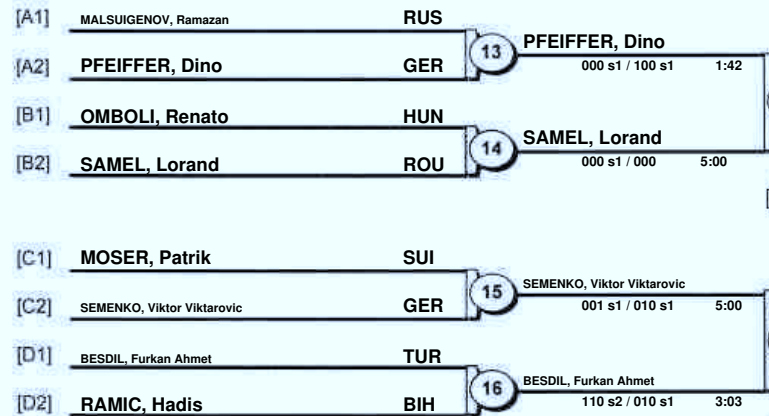 [A1] MALSUIGENOV, Ramazan RUS
[A2] PFEIFFER, Dino GER
13 PFEIFFER, Dino
000 s1 / 100 s1 1:42
[B1] OMBOLI, Renato HUN
[B2] SAMEL, Lorand ROU
14 SAMEL, Lorand
000 s1 / 000 5:00
[C1] MOSER, Patrik SUI
[C2] SEMENKO, Viktor Viktarovic GER
15 SEMENKO, Viktor Viktarovic
001 s1 / 010 s1 5:00
[D1] BESDIL, Furkan Ahmet TUR
[D2] RAMIC, Hadis BIH
16 BESDIL, Furkan Ahmet
110 s2 / 010 s1 3:03